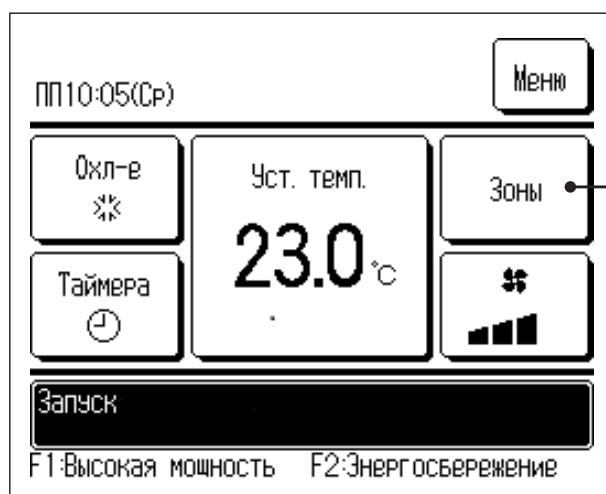 Меню
ПП10:05(Ср)
Охл-е
Уст. темп.
Зоны
23.0°C
Таймера
Запуск
F1:Высокая мощность F2:Энергосбережение